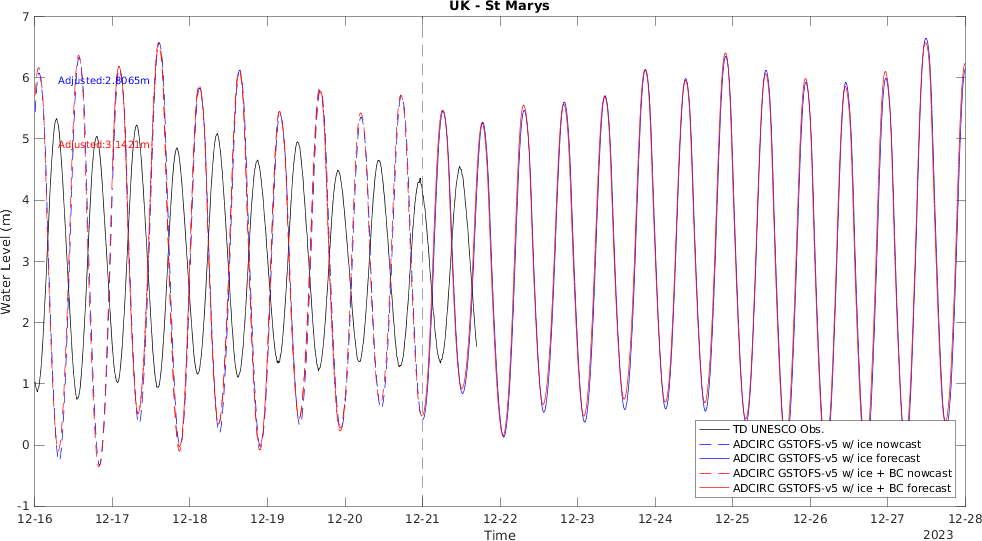 UK - St Marys
7
6
5
4
3
2
1
0
-1
Water Level (m)
Adjusted:2.8065m
Adjusted:3.1421m
TD UNESCO Obs.
ADCIRC GSTOFS-v5 w/ ice nowcast
ADCIRC GSTOFS-v5 w/ ice forecast
ADCIRC GSTOFS-v5 w/ ice + BC nowcast
ADCIRC GSTOFS-v5 w/ ice + BC forecast
12-16 12-17 12-18 12-19 12-20 12-21 12-22 12-23 12-24 12-25 12-26 12-27 12-28
Time
2023